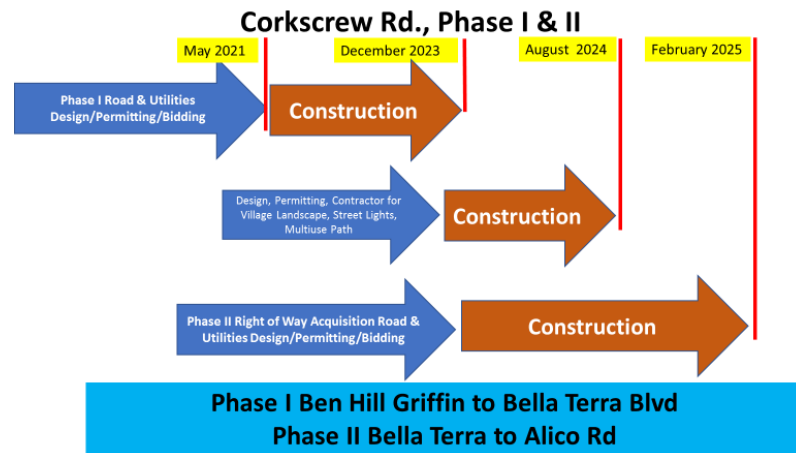 Corkscrew Rd., Phase I & II
May 2021
December 2023
August 2024
February 2025
Phase I Road & Utilities
Design/Permitting/Bidding
Construction
Design, Permitting, Contractor for
Village Landscape, Street Lights,
Multiuse Path
Construction
Phase II Right of Way Acquisition Road &
Utilities Design/Permitting/Bidding
Construction
Phase I Ben Hill Griffin to Bella Terra Blvd
Phase II Bella Terra to Alico Rd